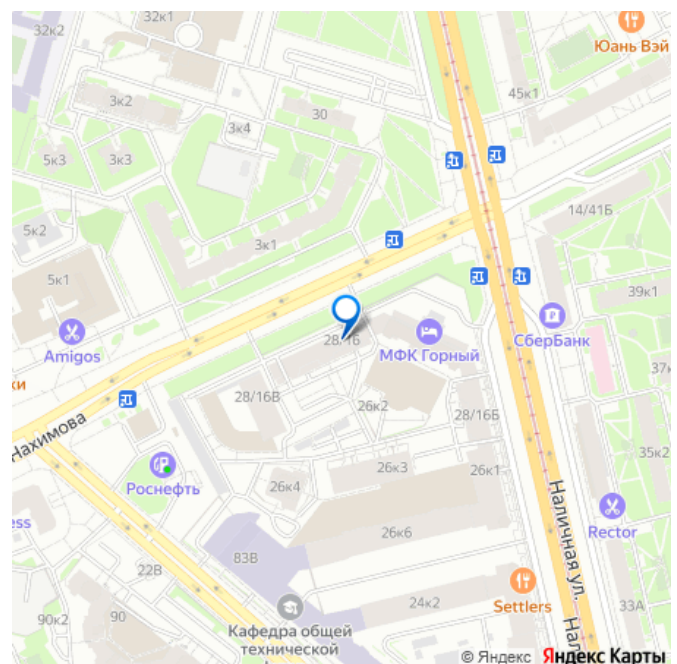 32к2
32к1
Юань Вэй
3к2
45к1
3к4
30
5к3
3к3
14/41Б
5к2
3к1
5к1
39к1
СберБанк
28/16
МФК Горный
Amigos
ки
37к
28/16В
26к2
28/16Б
Нахимова
35к2
26к3
26к1
Роснефть
26к4
Наличная ул.
ess
Rector
26к6
83В
22В
Settlers
24к2
33А
90к2
90
Кафедра общей
технической
Нал
© Яндекс Яндекс Карты